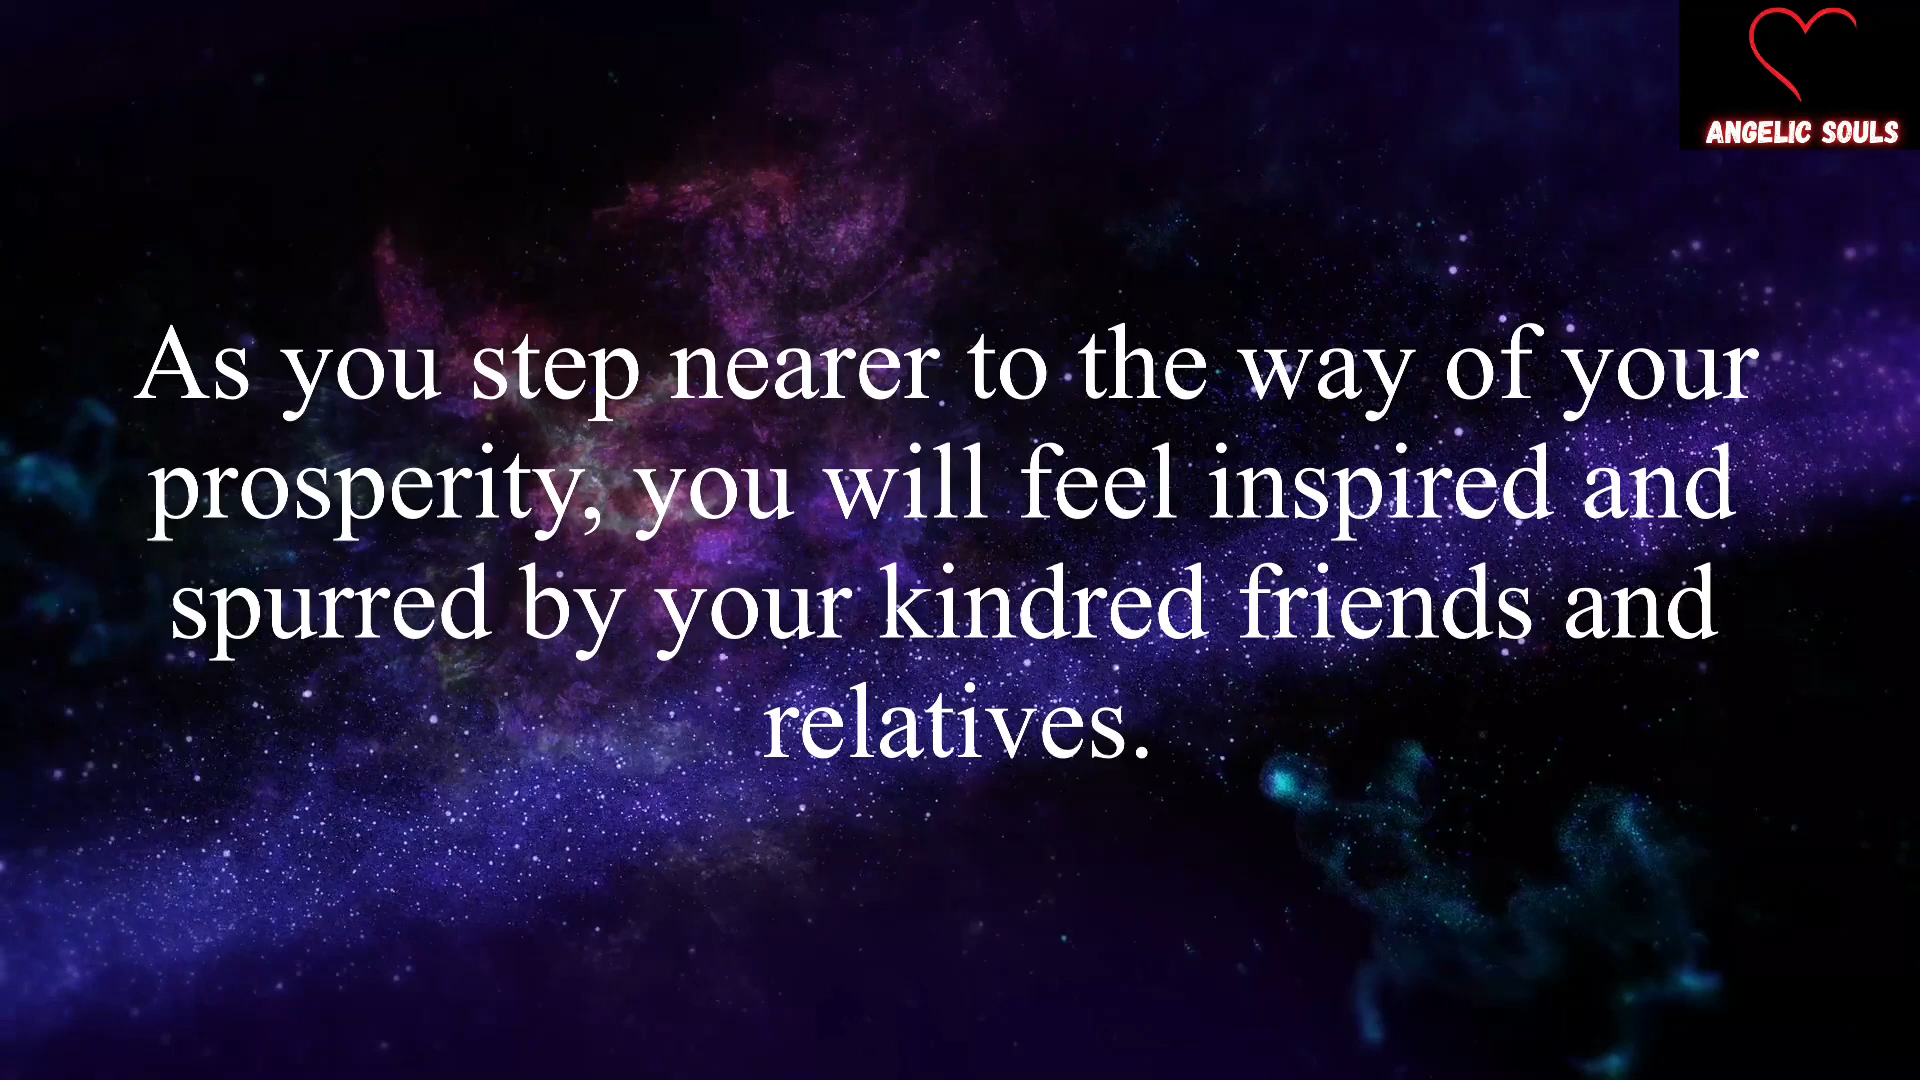 ANGELIC SOULS
As you step nearer to the way of your
prosperity, you will feel inspired and
spurred by your kindred friends and
relatives.